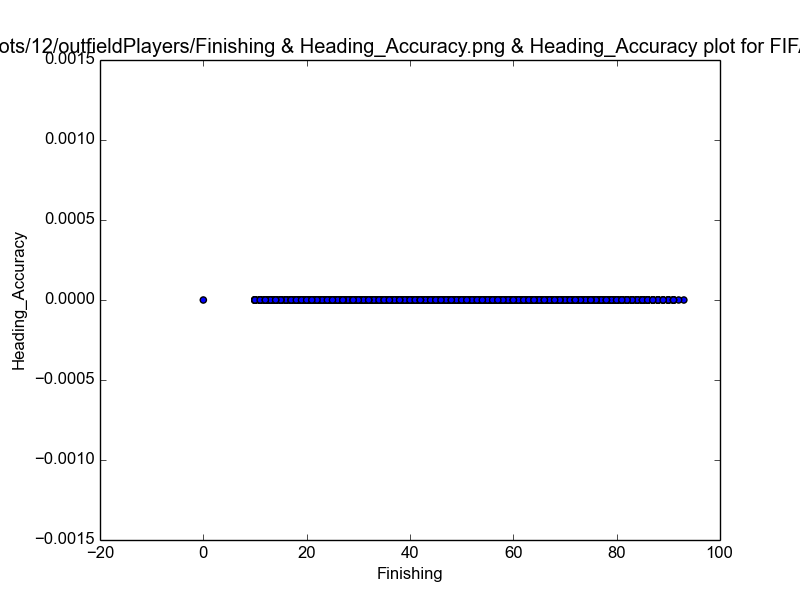 ots/12/outfieldPlayers/Finishing & Heading_Accuracy.png & Heading_Accuracy plot for FIFA
0.0015
0.0010
0.0005
0.0000
−0.0005
−0.0010
−0.0015
Heading_Accuracy
−20 0 20 40 60 80 100
Finishing